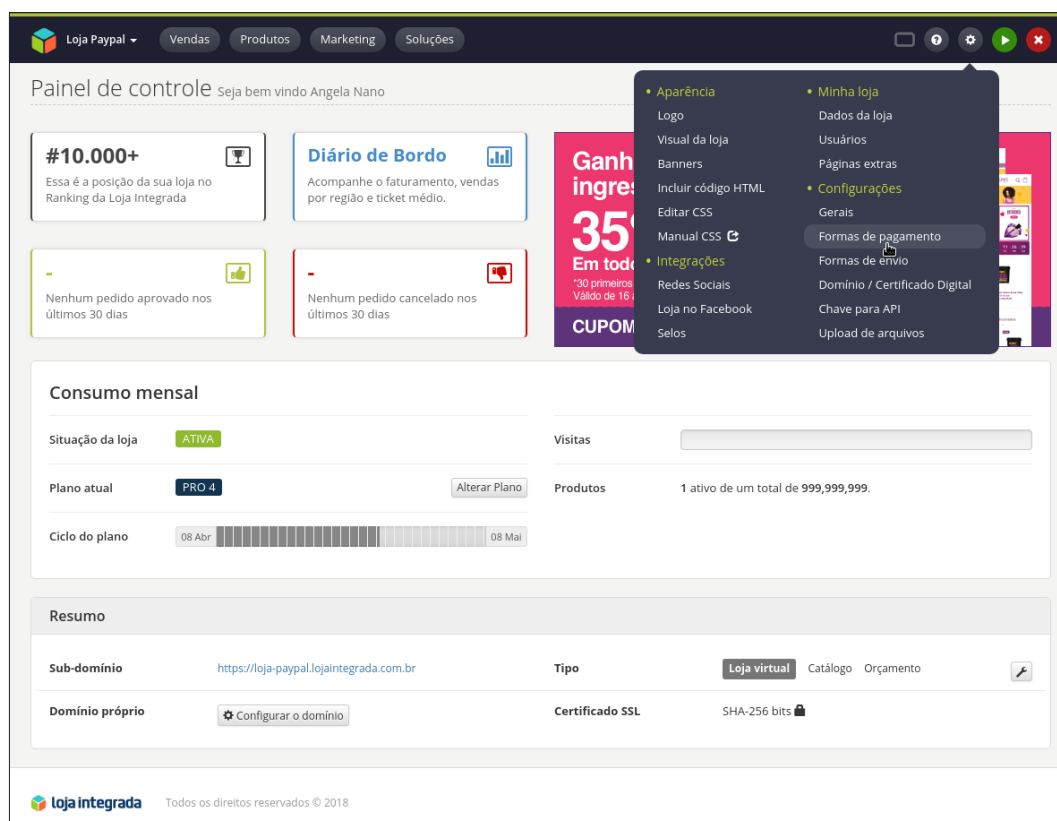 Loja Paypal
Vendas
Produtos
Marketing
Soluções
Painel de controle Seja bem vindo Angela Nano
#10.000+
Essa é a posição da sua loja no
Ranking da Loja Integrada
Diário de Bordo
Acompanhe o faturamento, vendas
por região e ticket médio.
-
Nenhum pedido aprovado nos
últimos 30 dias
-
Nenhum pedido cancelado nos
últimos 30 dias
Ganh
ingres
35
Em todo
*30 primeiros
Válido de 16
CUPOM
Aparência
Logo
Visual da loja
Banners
Incluir código HTML
Editar CSS
Manual CSS
Integrações
Redes Sociais
Loja no Facebook
Selos
Minha loja
Dados da loja
Usuários
Páginas extras
Configurações
Gerais
Formas de pagamento
Formas de envio
Domínio / Certificado Digital
Chave para API
Upload de arquivos
Consumo mensal
Situação da loja ATIVA
Plano atual PRO 4 Alterar Plano
Ciclo do plano 08 Abr 08 Mai
Visitas
Produtos 1 ativo de um total de 999,999,999.
Resumo
Sub-domínio https://loja-paypal.lojaintegrada.com.br
Domínio próprio Configurar o domínio
Tipo Loja virtual Catálogo Orçamento
Certificado SSL SHA-256 bits
loja integrada Todos os direitos reservados © 2018